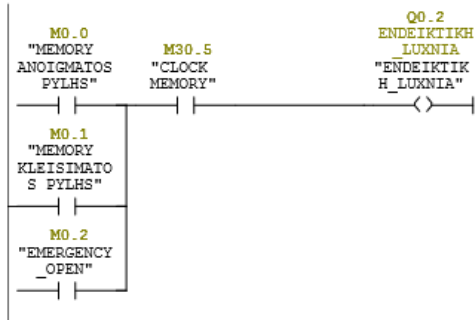 M0.0
"MEMORY
ANOIGMATOS
PYLHS"
M30.5
"CLOCK
MEMORY"
Q0.2
ENDEIKTIKH
_LUXNIA
"ENDEIKTIK
H_LUXNIA"
M0.1
"MEMORY
KLEISIMATO
S PYLHS"
M0.2
"EMERGENCY
_OPEN"